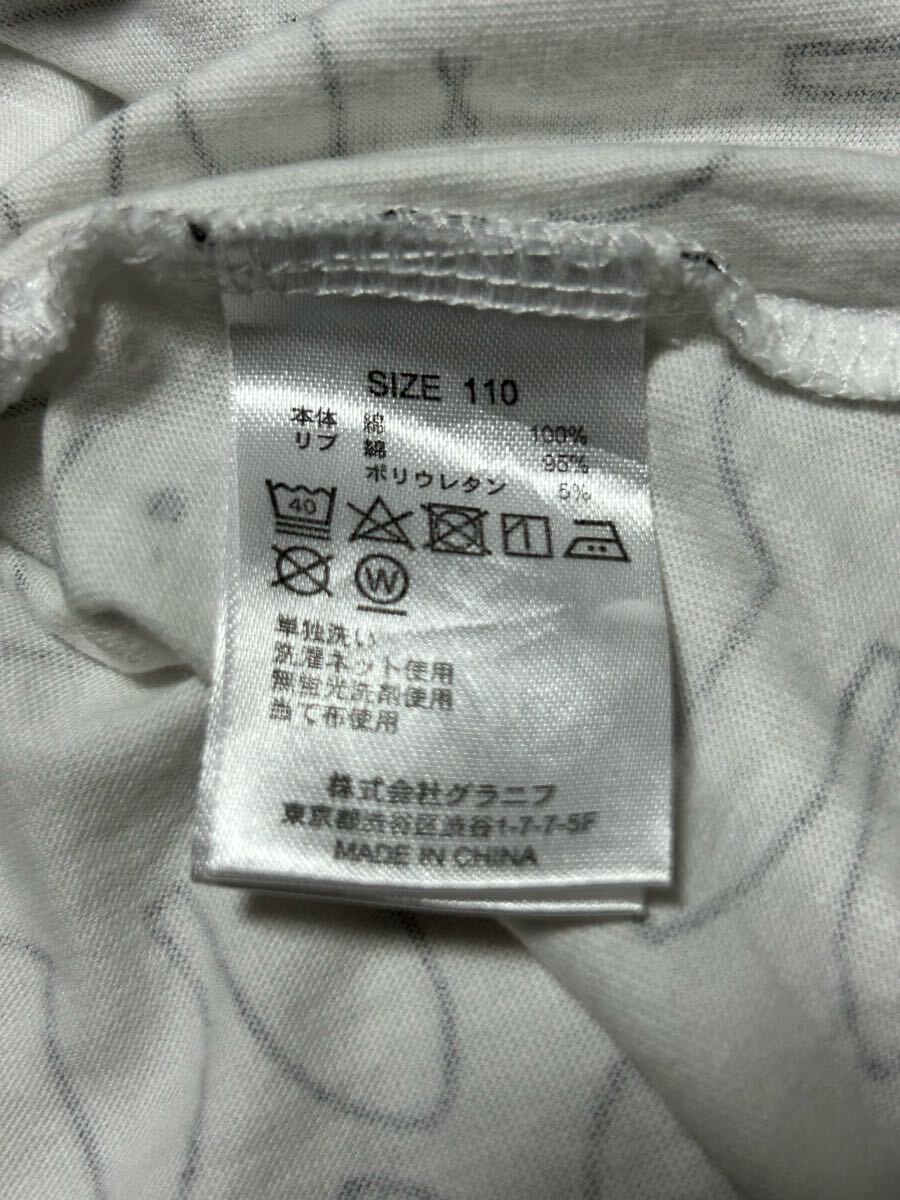 SIZE 110
本体 綿 100%
リブ 綿 95%
ポリウレタン 5%
40
W
単独洗い
洗濯ネット使用
無蛍光洗剤使用
当て布使用
株式会社グラニフ
東京都渋谷区渋谷1-7-7-5F
MADE IN CHINA